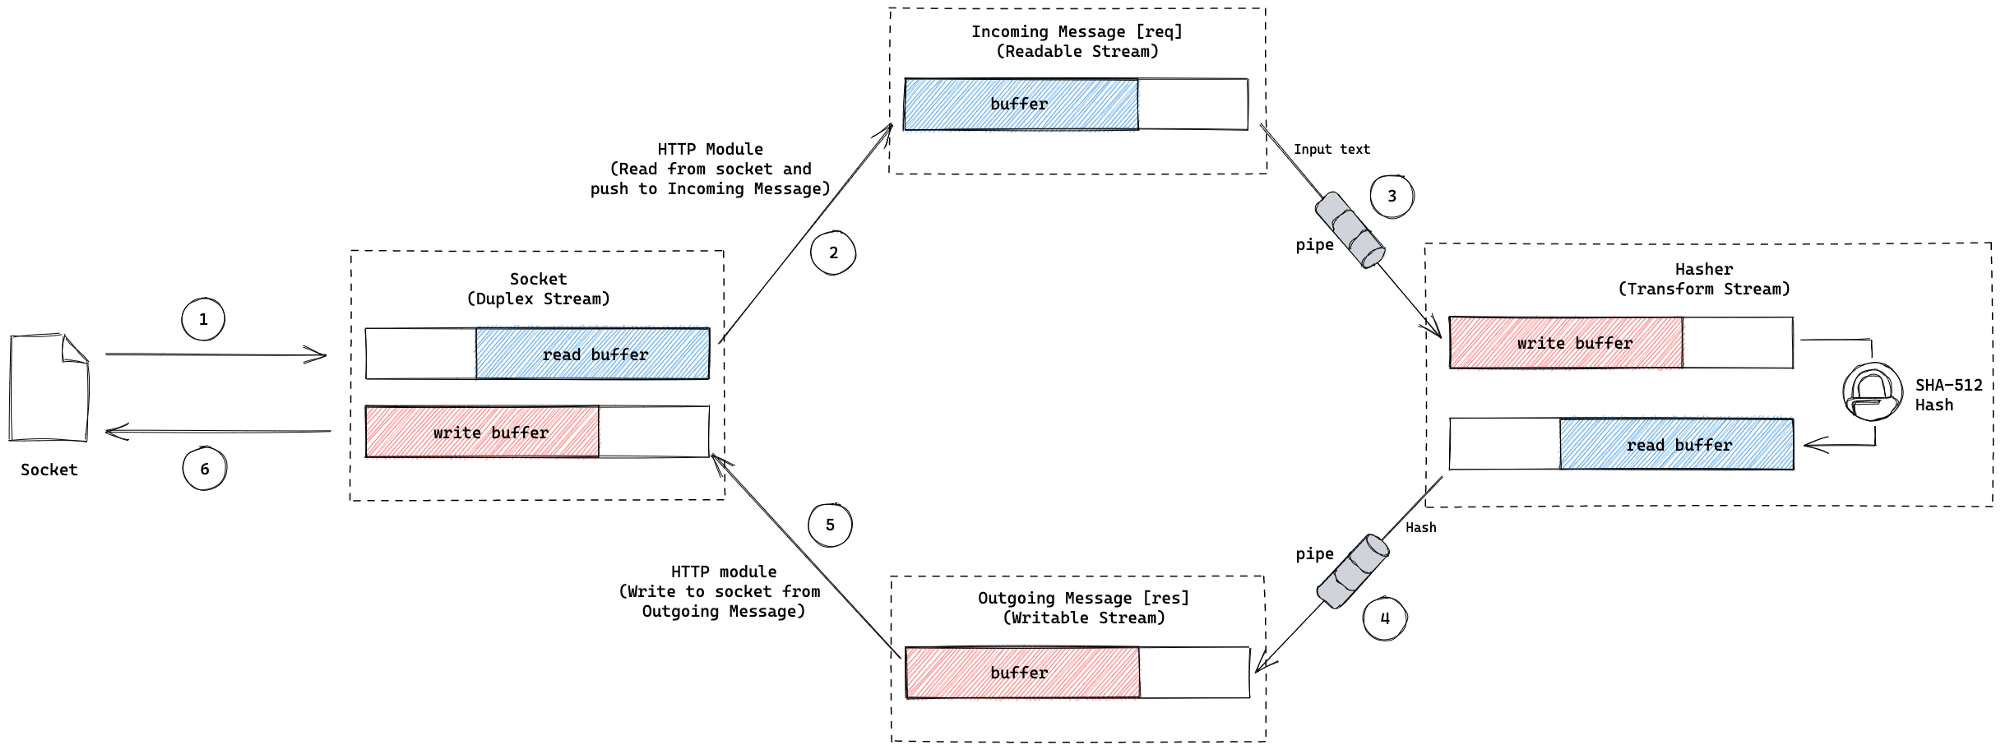 Incoming Message [req]
(Readable Stream)
buffer
HTTP Module
(Read from socket and
push to Incoming Message)
2
Input text
3
pipe
Socket
(Duplex Stream)
read buffer
write buffer
1
6
Socket
Hasher
(Transform Stream)
write buffer
SHA-512
Hash
read buffer
Hash
pipe
4
5
HTTP module
(Write to socket from
Outgoing Message)
Outgoing Message [res]
(Writable Stream)
buffer